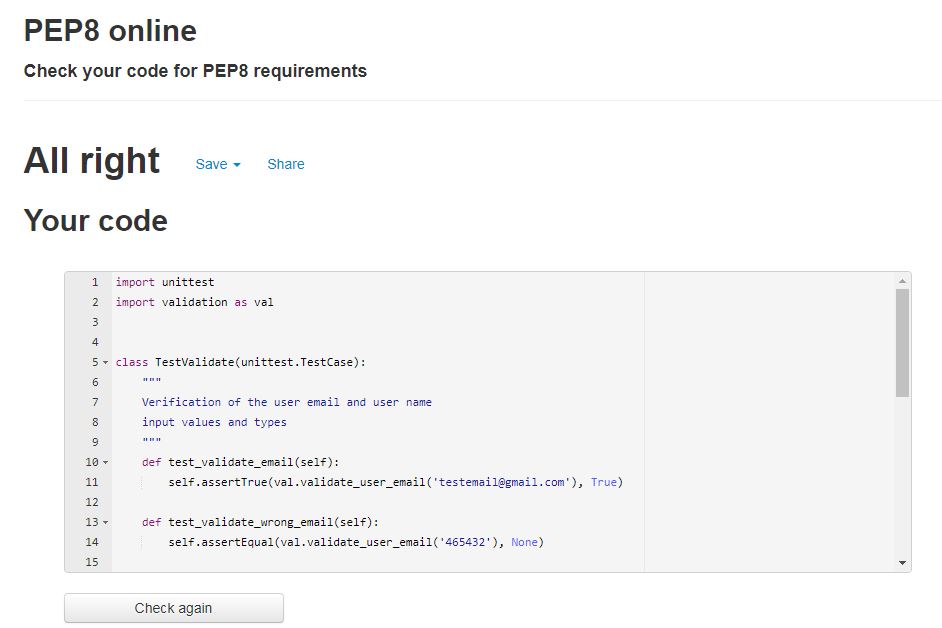 PEP8 online
Check your code for PEP8 requirements
All right Save Share
Your code
1 import unittest
2 import validation as val
3
4
5 class TestValidate(unittest.TestCase):
6     """
7     Verification of the user email and user name
8     input values and types
9     """
10     def test_validate_email(self):
11         self.assertTrue(val.validate_user_email('testemail@gmail.com'), True)
12
13     def test_validate_wrong_email(self):
14         self.assertEqual(val.validate_user_email('465432'), None)
15
Check again